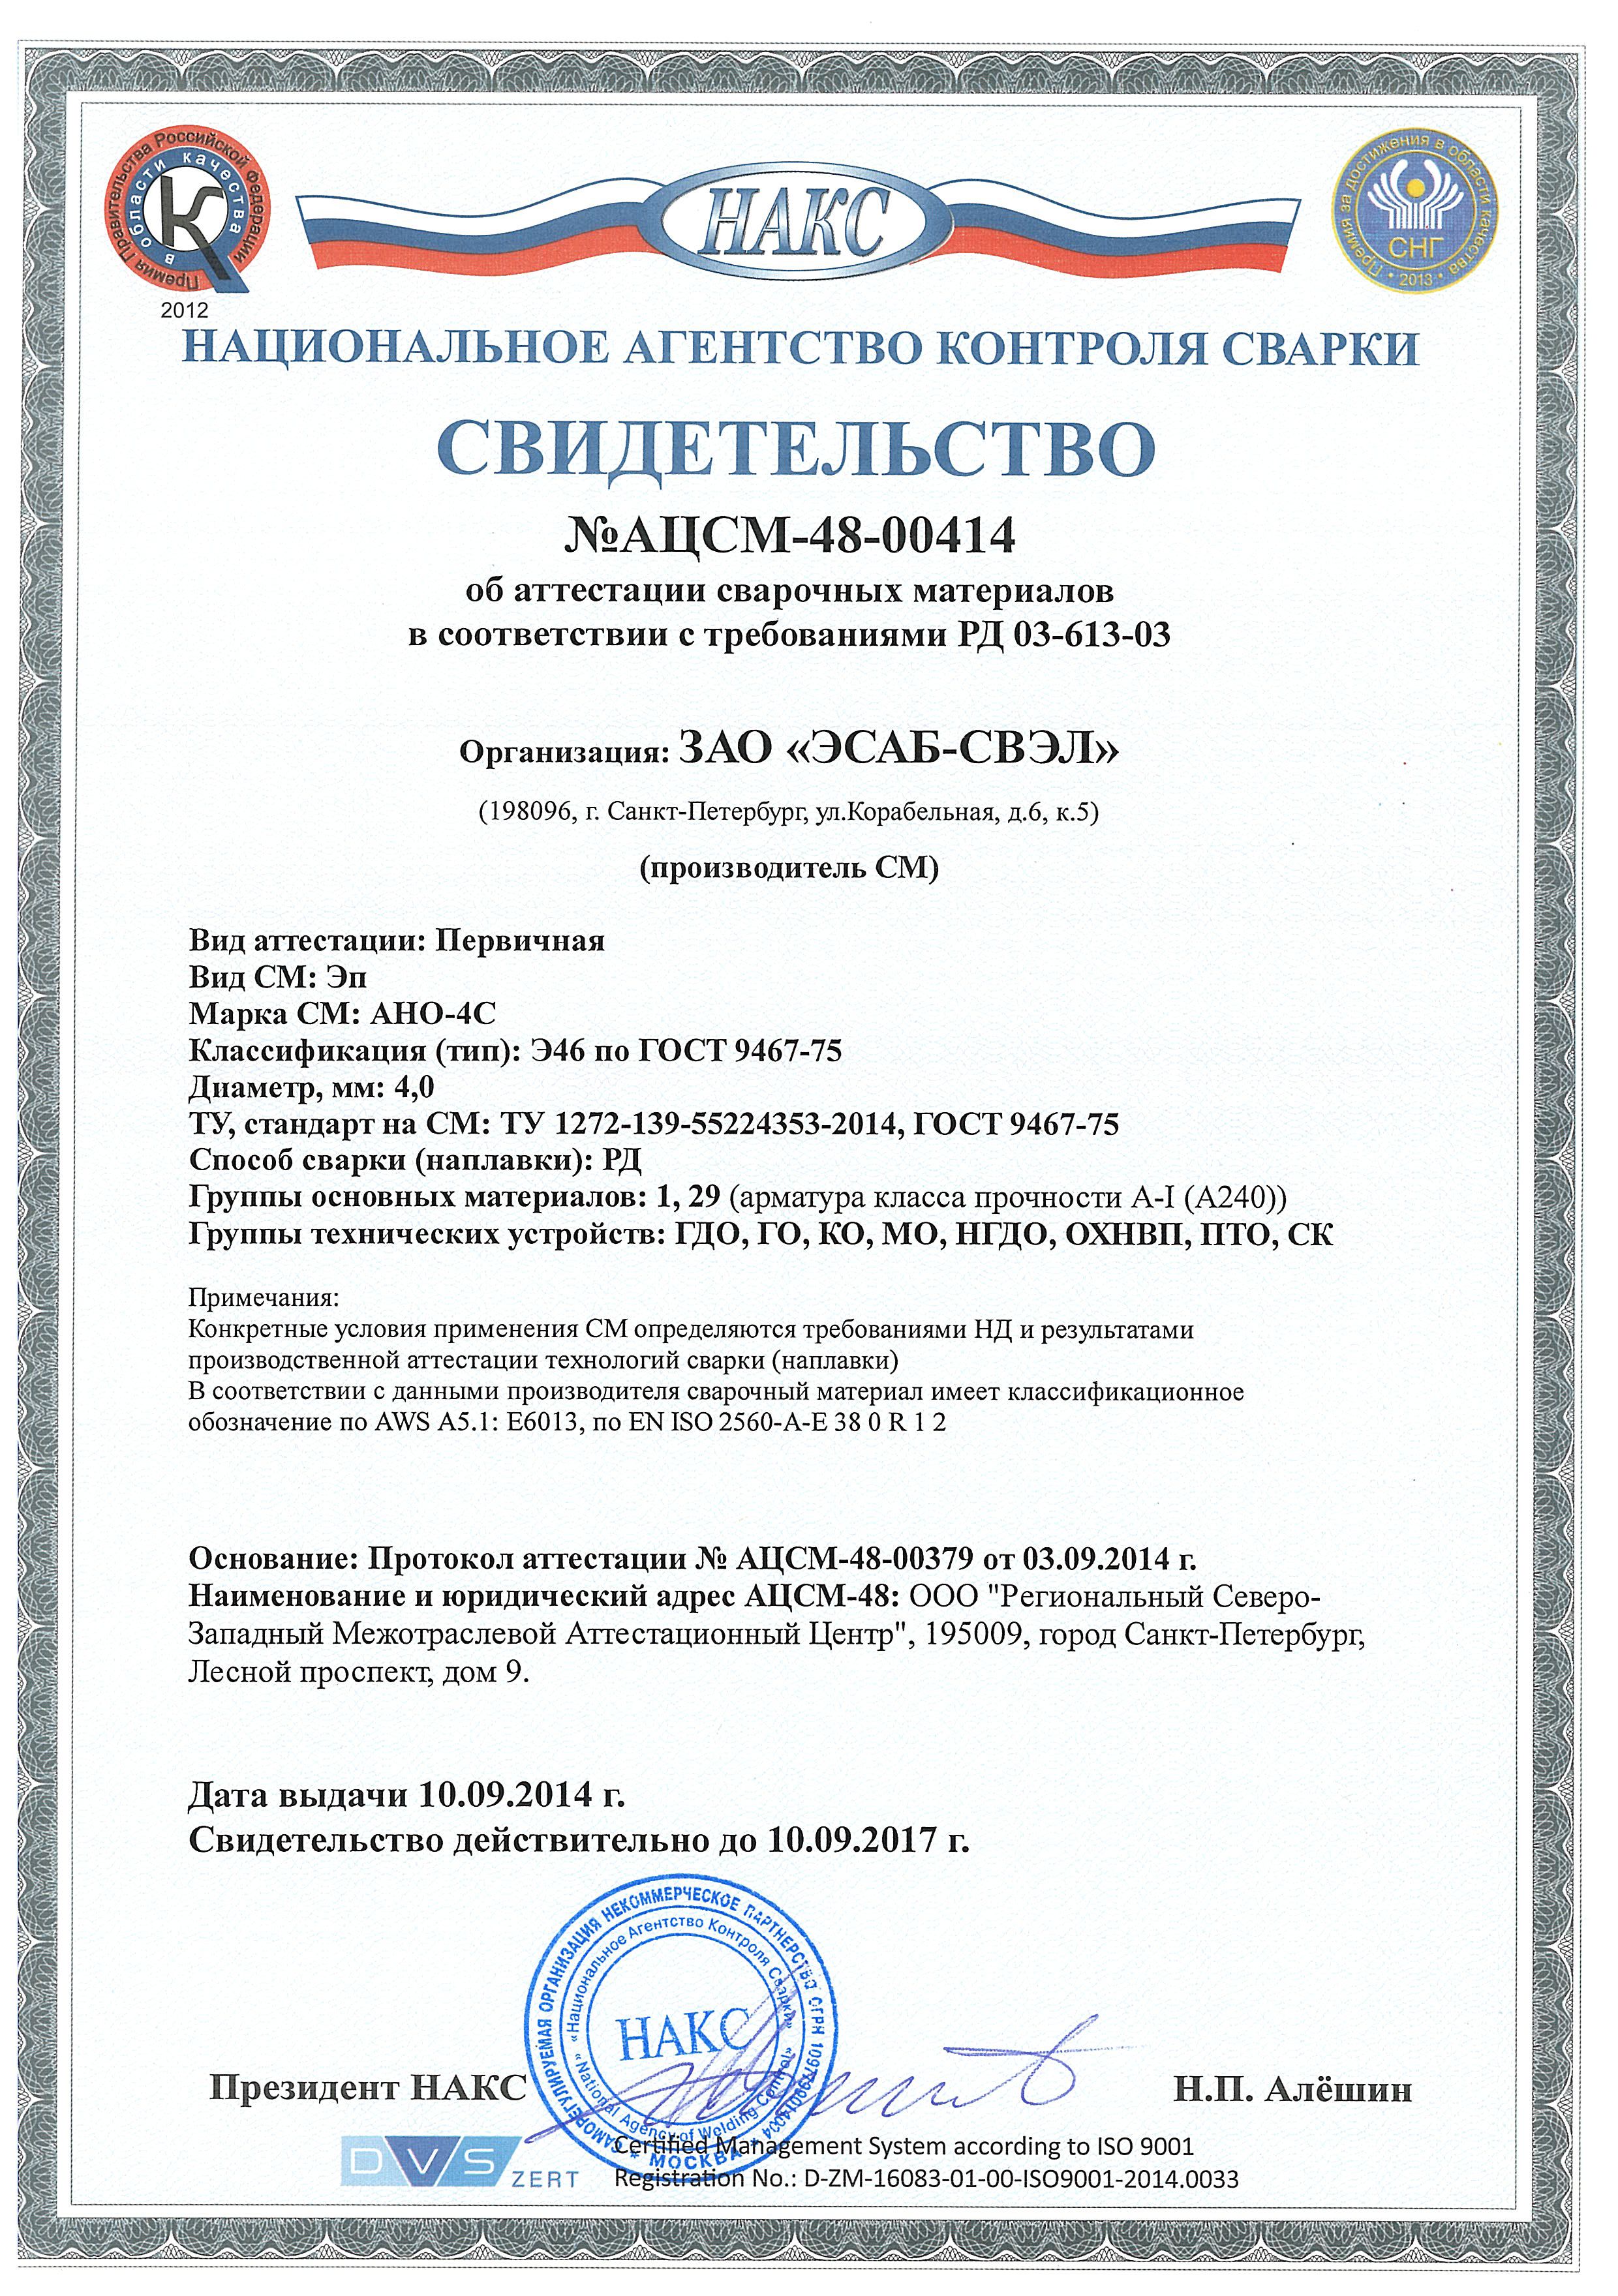 Премия Правительства Российской Федерации
в области качества
2012
НАКС
Премия за достижения в области качества
СНГ
2013
НАЦИОНАЛЬНОЕ АГЕНТСТВО КОНТРОЛЯ СВАРКИ
СВИДЕТЕЛЬСТВО
№АЦСМ-48-00414
об аттестации сварочных материалов
в соответствии с требованиями РД 03-613-03
Организация: ЗАО «ЭСАБ-СВЭЛ»
(198096, г. Санкт-Петербург, ул.Корабельная, д.6, к.5)
(производитель СМ)
Вид аттестации: Первичная
Вид СМ: Эп
Марка СМ: АНО-4С
Классификация (тип): Э46 по ГОСТ 9467-75
Диаметр, мм: 4,0
ТУ, стандарт на СМ: ТУ 1272-139-55224353-2014, ГОСТ 9467-75
Способ сварки (наплавки): РД
Группы основных материалов: 1, 29 (арматура класса прочности А-I (А240))
Группы технических устройств: ГДО, ГО, КО, МО, НГДО, ОХНВП, ПТО, СК
Примечания:
Конкретные условия применения СМ определяются требованиями НД и результатами
производственной аттестации технологий сварки (наплавки)
В соответствии с данными производителя сварочный материал имеет классификационное
обозначение по AWS A5.1: E6013, по EN ISO 2560-A-E 38 0 R 1 2
Основание: Протокол аттестации № АЦСМ-48-00379 от 03.09.2014 г.
Наименование и юридический адрес АЦСМ-48: ООО "Региональный Северо-
Западный Межотраслевой Аттестационный Центр", 195009, город Санкт-Петербург,
Лесной проспект, дом 9.
Дата выдачи 10.09.2014 г.
Свидетельство действительно до 10.09.2017 г.
САМОРЕГУЛИРУЕМАЯ ОРГАНИЗАЦИЯ НЕКОММЕРЧЕСКОЕ ПАРТНЕРСТВО ОГРН
«Национальное Агентство Контроля Сварки»
НАКС
«National Agency of Welding Control»
* МОСКВА *
Президент НАКС
Н.П. Алёшин
DVS ZERT
Certified Management System according to ISO 9001
Registration No.: D-ZM-16083-01-00-ISO9001-2014.0033